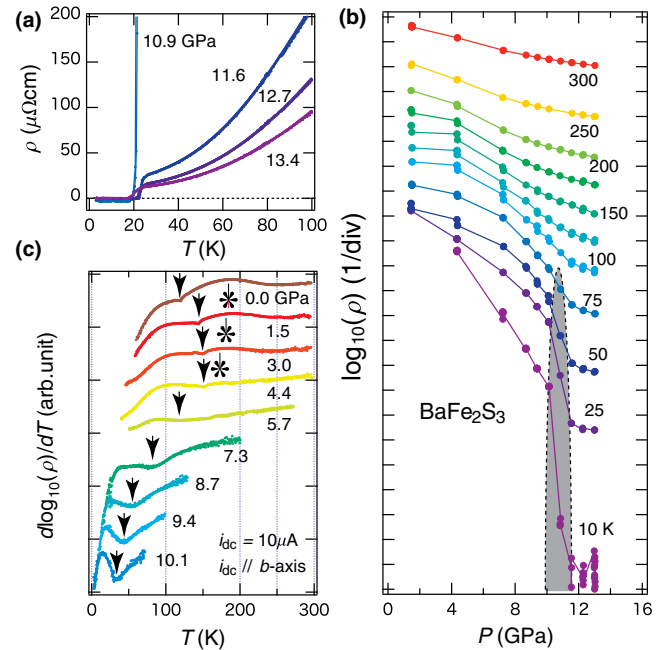 (a)
200
150
100
50
0
ρ (μΩcm)
10.9 GPa
11.6
12.7
13.4
0 20 40 60 80 100
T (K)
(b)
log₁₀(ρ) (1/div)
300
250
200
150
100
75
50
25
10 K
BaFe₂S₃
0 4 8 12 16
P (GPa)
(c)
dlog₁₀(ρ)/dT (arb.unit)
0.0 GPa
1.5
3.0
4.4
5.7
7.3
8.7
9.4
10.1
i_dc = 10μA
i_dc // b-axis
0 100 200 300
T (K)